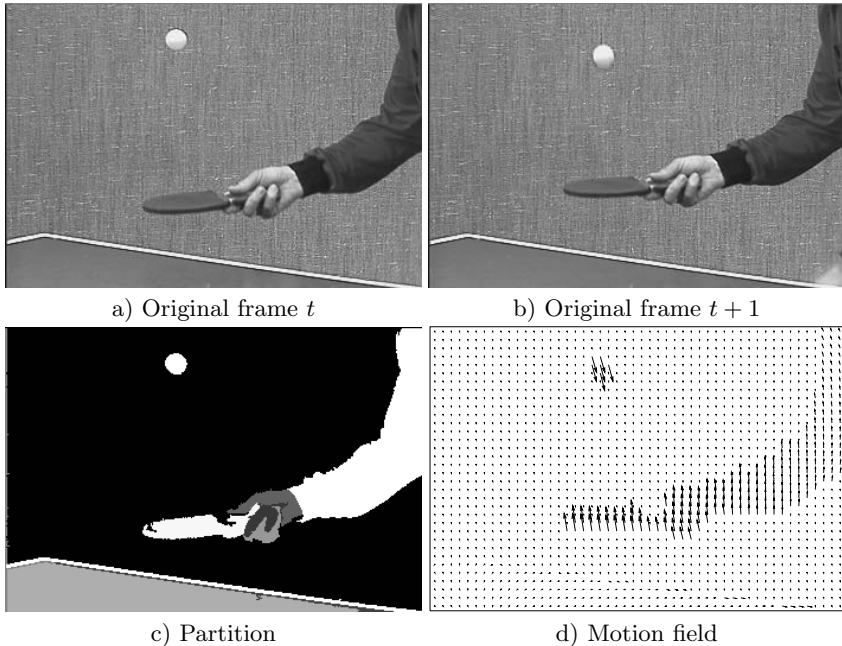 a) Original frame t
b) Original frame t + 1
c) Partition
d) Motion field